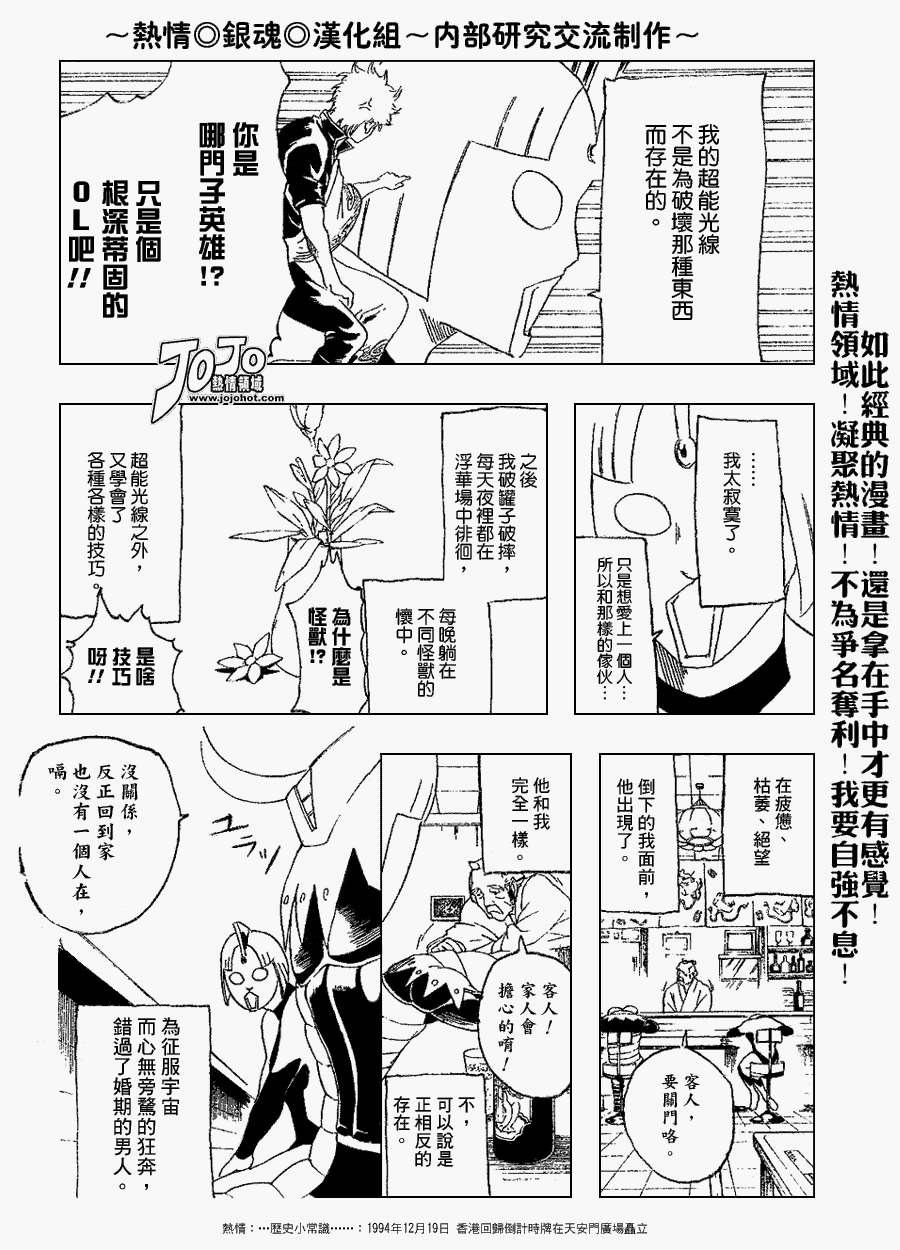 ～熱情◎銀魂◎漢化組～內部研究交流制作～
我的超能光線
不是為破壞那種東西
而存在的。
你是
哪門子英雄!?
只是個
根深蒂固的
OL吧!!
JOJO
熱情領域
www.jojohot.com
……
我太寂寞了。
只是想愛上一個人…
所以和那樣的傢伙…
之後
我破罐子破摔，
每天夜裡都在
浮華場中徘徊，
每晚躺在
不同怪獸的
懷中。
為什麼是
怪獸!?
超能光線之外，
又學會了
各種各樣的技巧。
是啥
技巧
呀!!
在疲憊、
枯萎、絕望
倒下的我面前，
他出現了。
客人，
要關門咯。
他和我
完全一樣。
客人！
家人會
擔心的唷！
不，
可以說是
正相反的
存在。
沒關係，
反正回到家
也沒有一個人在，
嗝。
為征服宇宙
而心無旁騖的狂奔，
錯過了婚期的男人。
如此經典的漫畫！還是拿在手中才更有感覺！
熱情領域！凝聚熱情！不為爭名奪利！我要自強不息！
熱情：…歷史小常識……：1994年12月19日 香港回歸倒計時牌在天安門廣場矗立